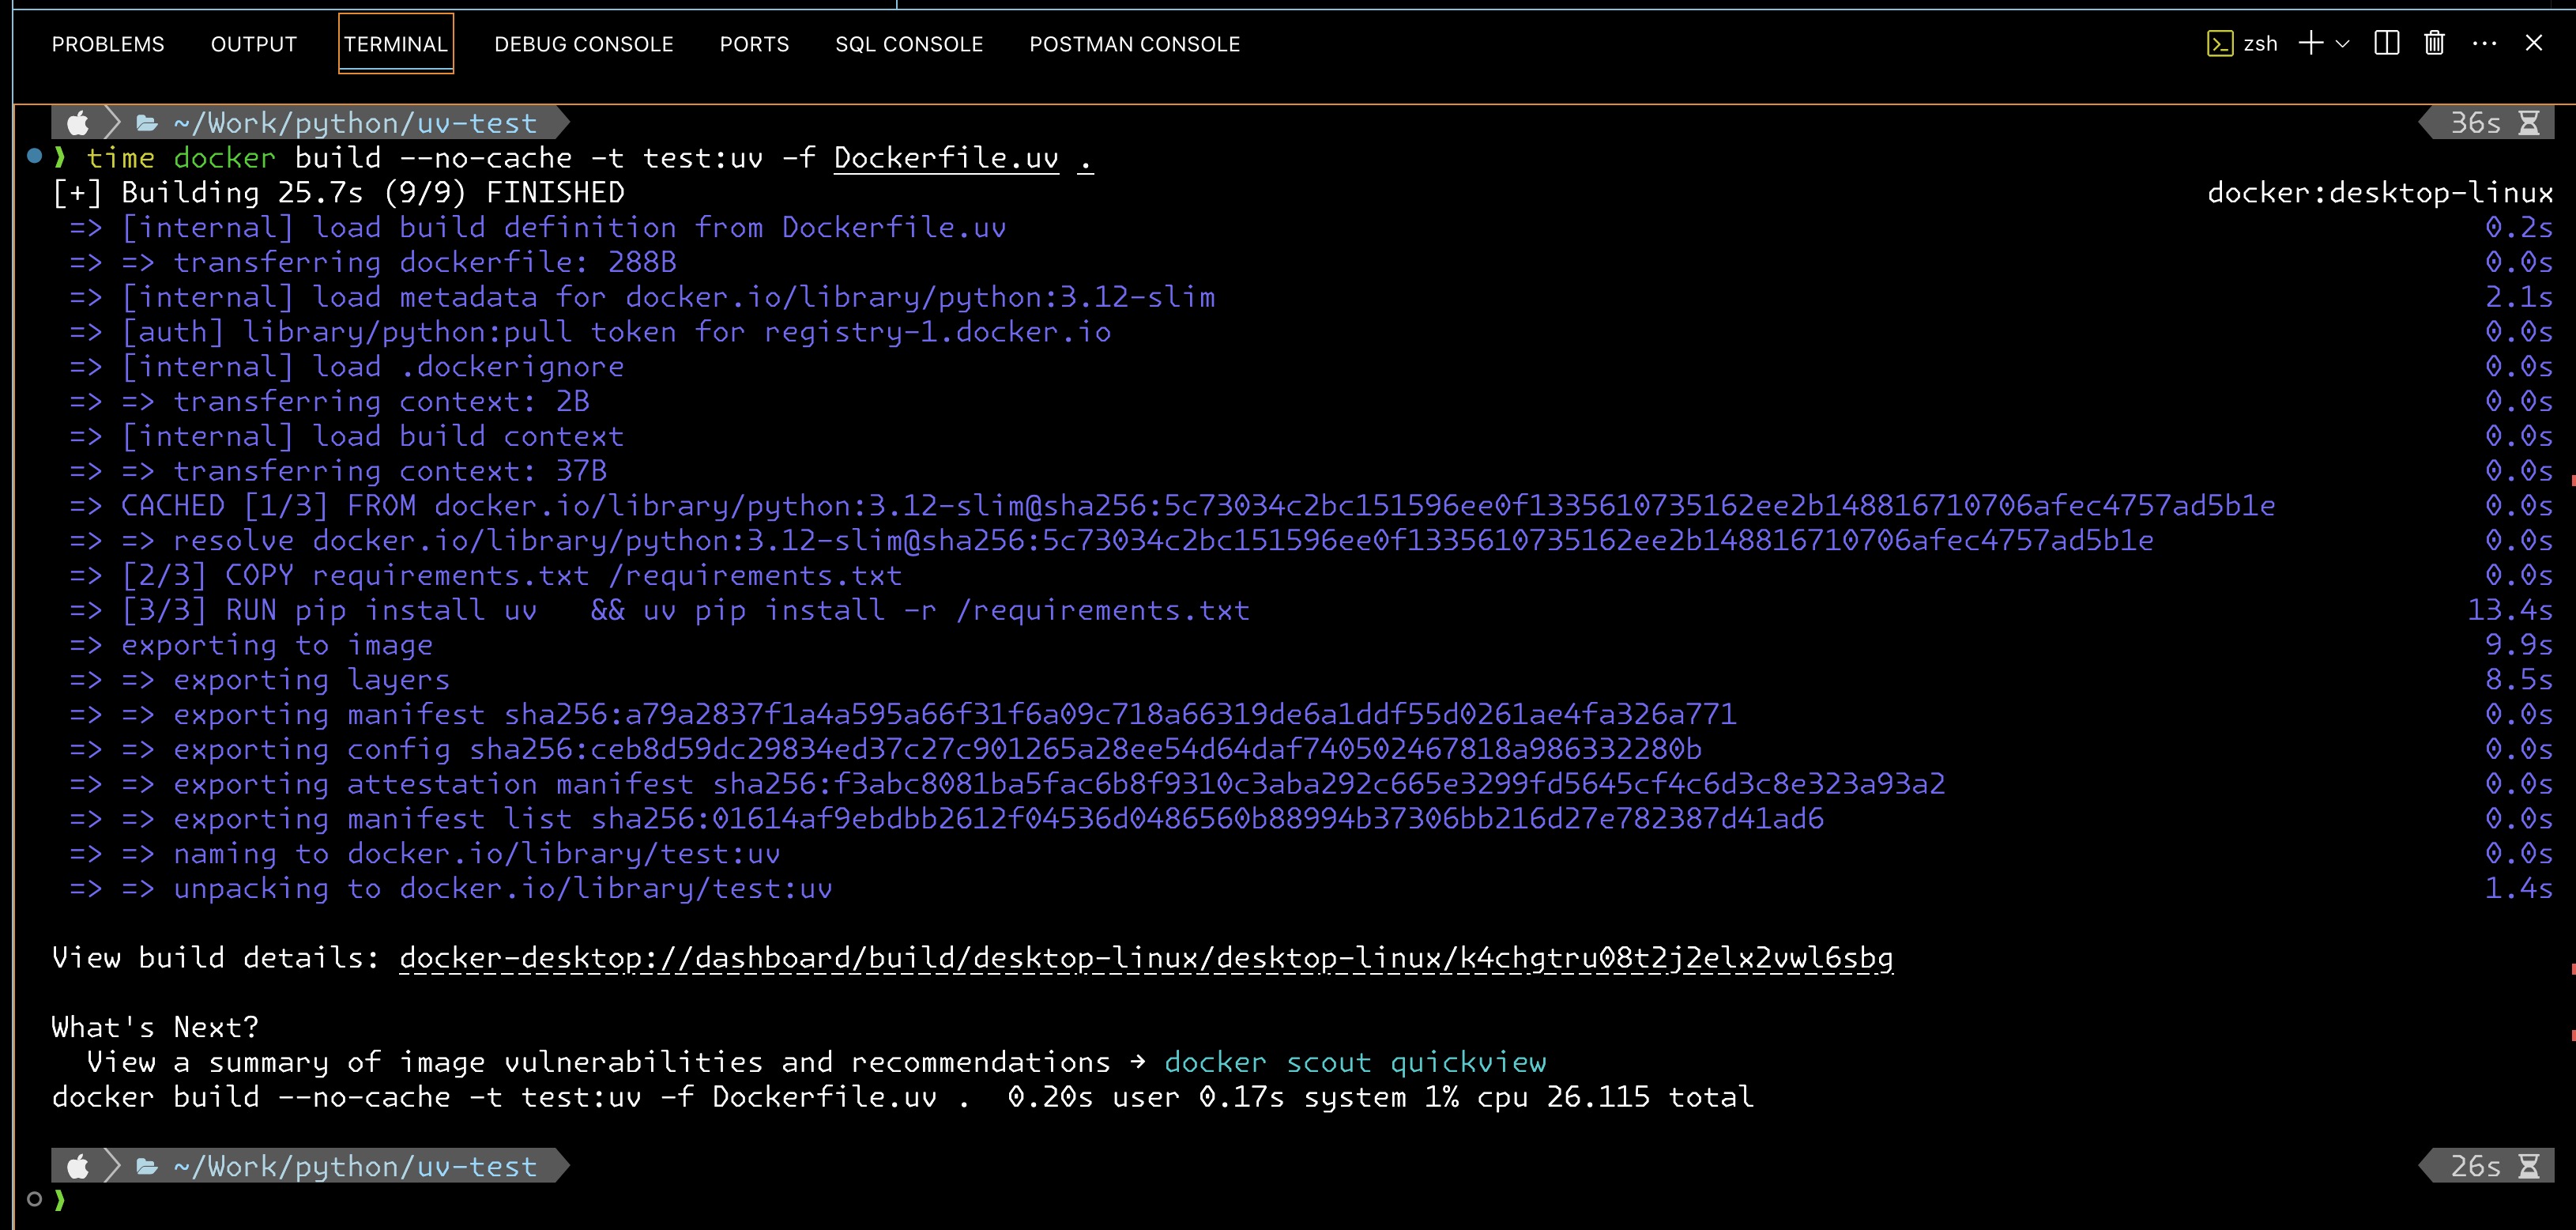 PROBLEMS OUTPUT TERMINAL DEBUG CONSOLE PORTS SQL CONSOLE POSTMAN CONSOLE zsh
~/Work/python/uv-test 36s
❯ time docker build --no-cache -t test:uv -f Dockerfile.uv .
[+] Building 25.7s (9/9) FINISHED docker:desktop-linux
=> [internal] load build definition from Dockerfile.uv 0.2s
=> => transferring dockerfile: 288B 0.0s
=> [internal] load metadata for docker.io/library/python:3.12-slim 2.1s
=> [auth] library/python:pull token for registry-1.docker.io 0.0s
=> [internal] load .dockerignore 0.0s
=> => transferring context: 2B 0.0s
=> [internal] load build context 0.0s
=> => transferring context: 37B 0.0s
=> CACHED [1/3] FROM docker.io/library/python:3.12-slim@sha256:5c73034c2bc151596ee0f1335610735162ee2b148816710706afec4757ad5b1e 0.0s
=> => resolve docker.io/library/python:3.12-slim@sha256:5c73034c2bc151596ee0f1335610735162ee2b148816710706afec4757ad5b1e 0.0s
=> [2/3] COPY requirements.txt /requirements.txt 0.0s
=> [3/3] RUN pip install uv   && uv pip install -r /requirements.txt 13.4s
=> exporting to image 9.9s
=> => exporting layers 8.5s
=> => exporting manifest sha256:a79a2837f1a4a595a66f31f6a09c718a66319de6a1ddf55d0261ae4fa326a771 0.0s
=> => exporting config sha256:ceb8d59dc29834ed37c27c901265a28ee54d64daf740502467818a986332280b 0.0s
=> => exporting attestation manifest sha256:f3abc8081ba5fac6b8f9310c3aba292c665e3299fd5645cf4c6d3c8e323a93a2 0.0s
=> => exporting manifest list sha256:01614af9ebdbb2612f04536d0486560b88994b37306bb216d27e782387d41ad6 0.0s
=> => naming to docker.io/library/test:uv 0.0s
=> => unpacking to docker.io/library/test:uv 1.4s
View build details: docker-desktop://dashboard/build/desktop-linux/desktop-linux/k4chgtru08t2j2elx2vwl6sbg
What's Next?
View a summary of image vulnerabilities and recommendations → docker scout quickview
docker build --no-cache -t test:uv -f Dockerfile.uv .  0.20s user 0.17s system 1% cpu 26.115 total
~/Work/python/uv-test 26s
❯